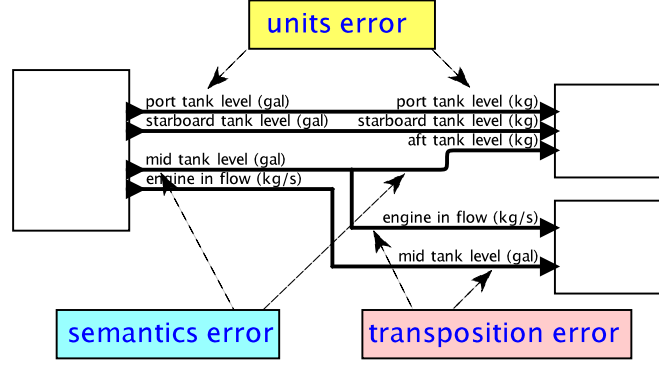 units error
port tank level (gal) port tank level (kg)
starboard tank level (gal) starboard tank level (kg)
aft tank level (kg)
mid tank level (gal)
engine in flow (kg/s)
engine in flow (kg/s)
mid tank level (gal)
semantics error transposition error